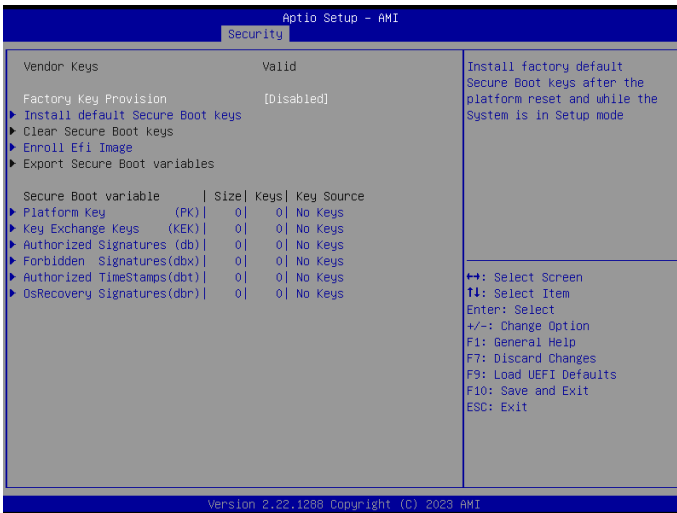 Aptio Setup – AMI
Security
Vendor Keys Valid
Factory Key Provision [Disabled]
▶ Install default Secure Boot keys
▶ Clear Secure Boot keys
▶ Enroll Efi Image
▶ Export Secure Boot variables
Secure Boot variable | Size| Keys| Key Source
▶ Platform Key (PK)| 0| 0| No Keys
▶ Key Exchange Keys (KEK)| 0| 0| No Keys
▶ Authorized Signatures (db)| 0| 0| No Keys
▶ Forbidden Signatures(dbx)| 0| 0| No Keys
▶ Authorized TimeStamps(dbt)| 0| 0| No Keys
▶ OsRecovery Signatures(dbr)| 0| 0| No Keys
Install factory default
Secure Boot keys after the
platform reset and while the
System is in Setup mode
↔: Select Screen
↑↓: Select Item
Enter: Select
+/-: Change Option
F1: General Help
F7: Discard Changes
F9: Load UEFI Defaults
F10: Save and Exit
ESC: Exit
Version 2.22.1288 Copyright (C) 2023 AMI